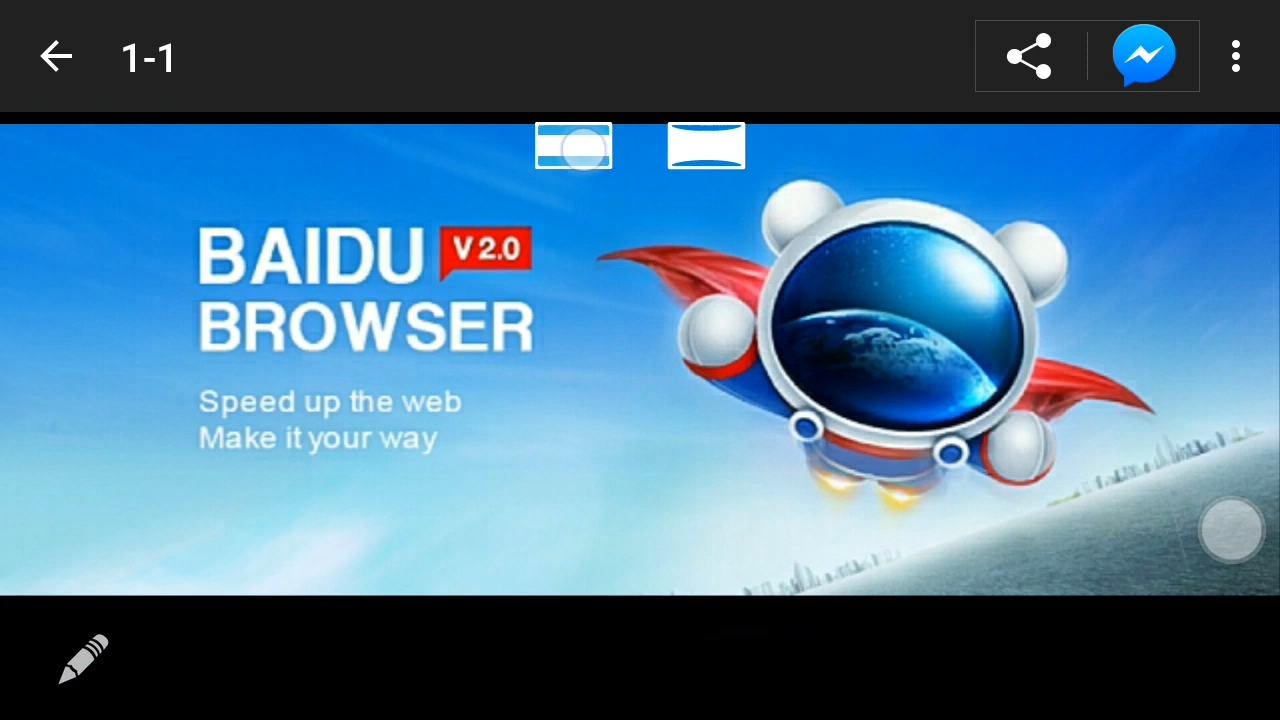 1-1
BAIDU V2.0
BROWSER
Speed up the web
Make it your way